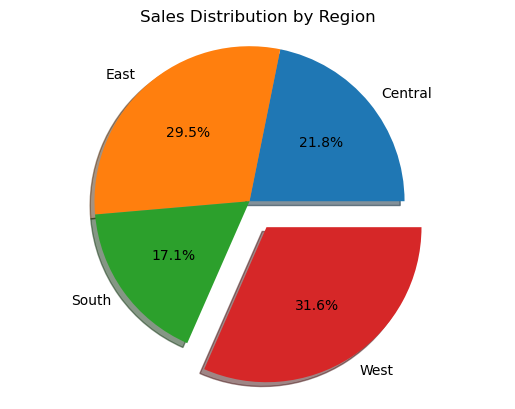 Sales Distribution by Region
East
Central
29.5%
21.8%
17.1%
South
31.6%
West